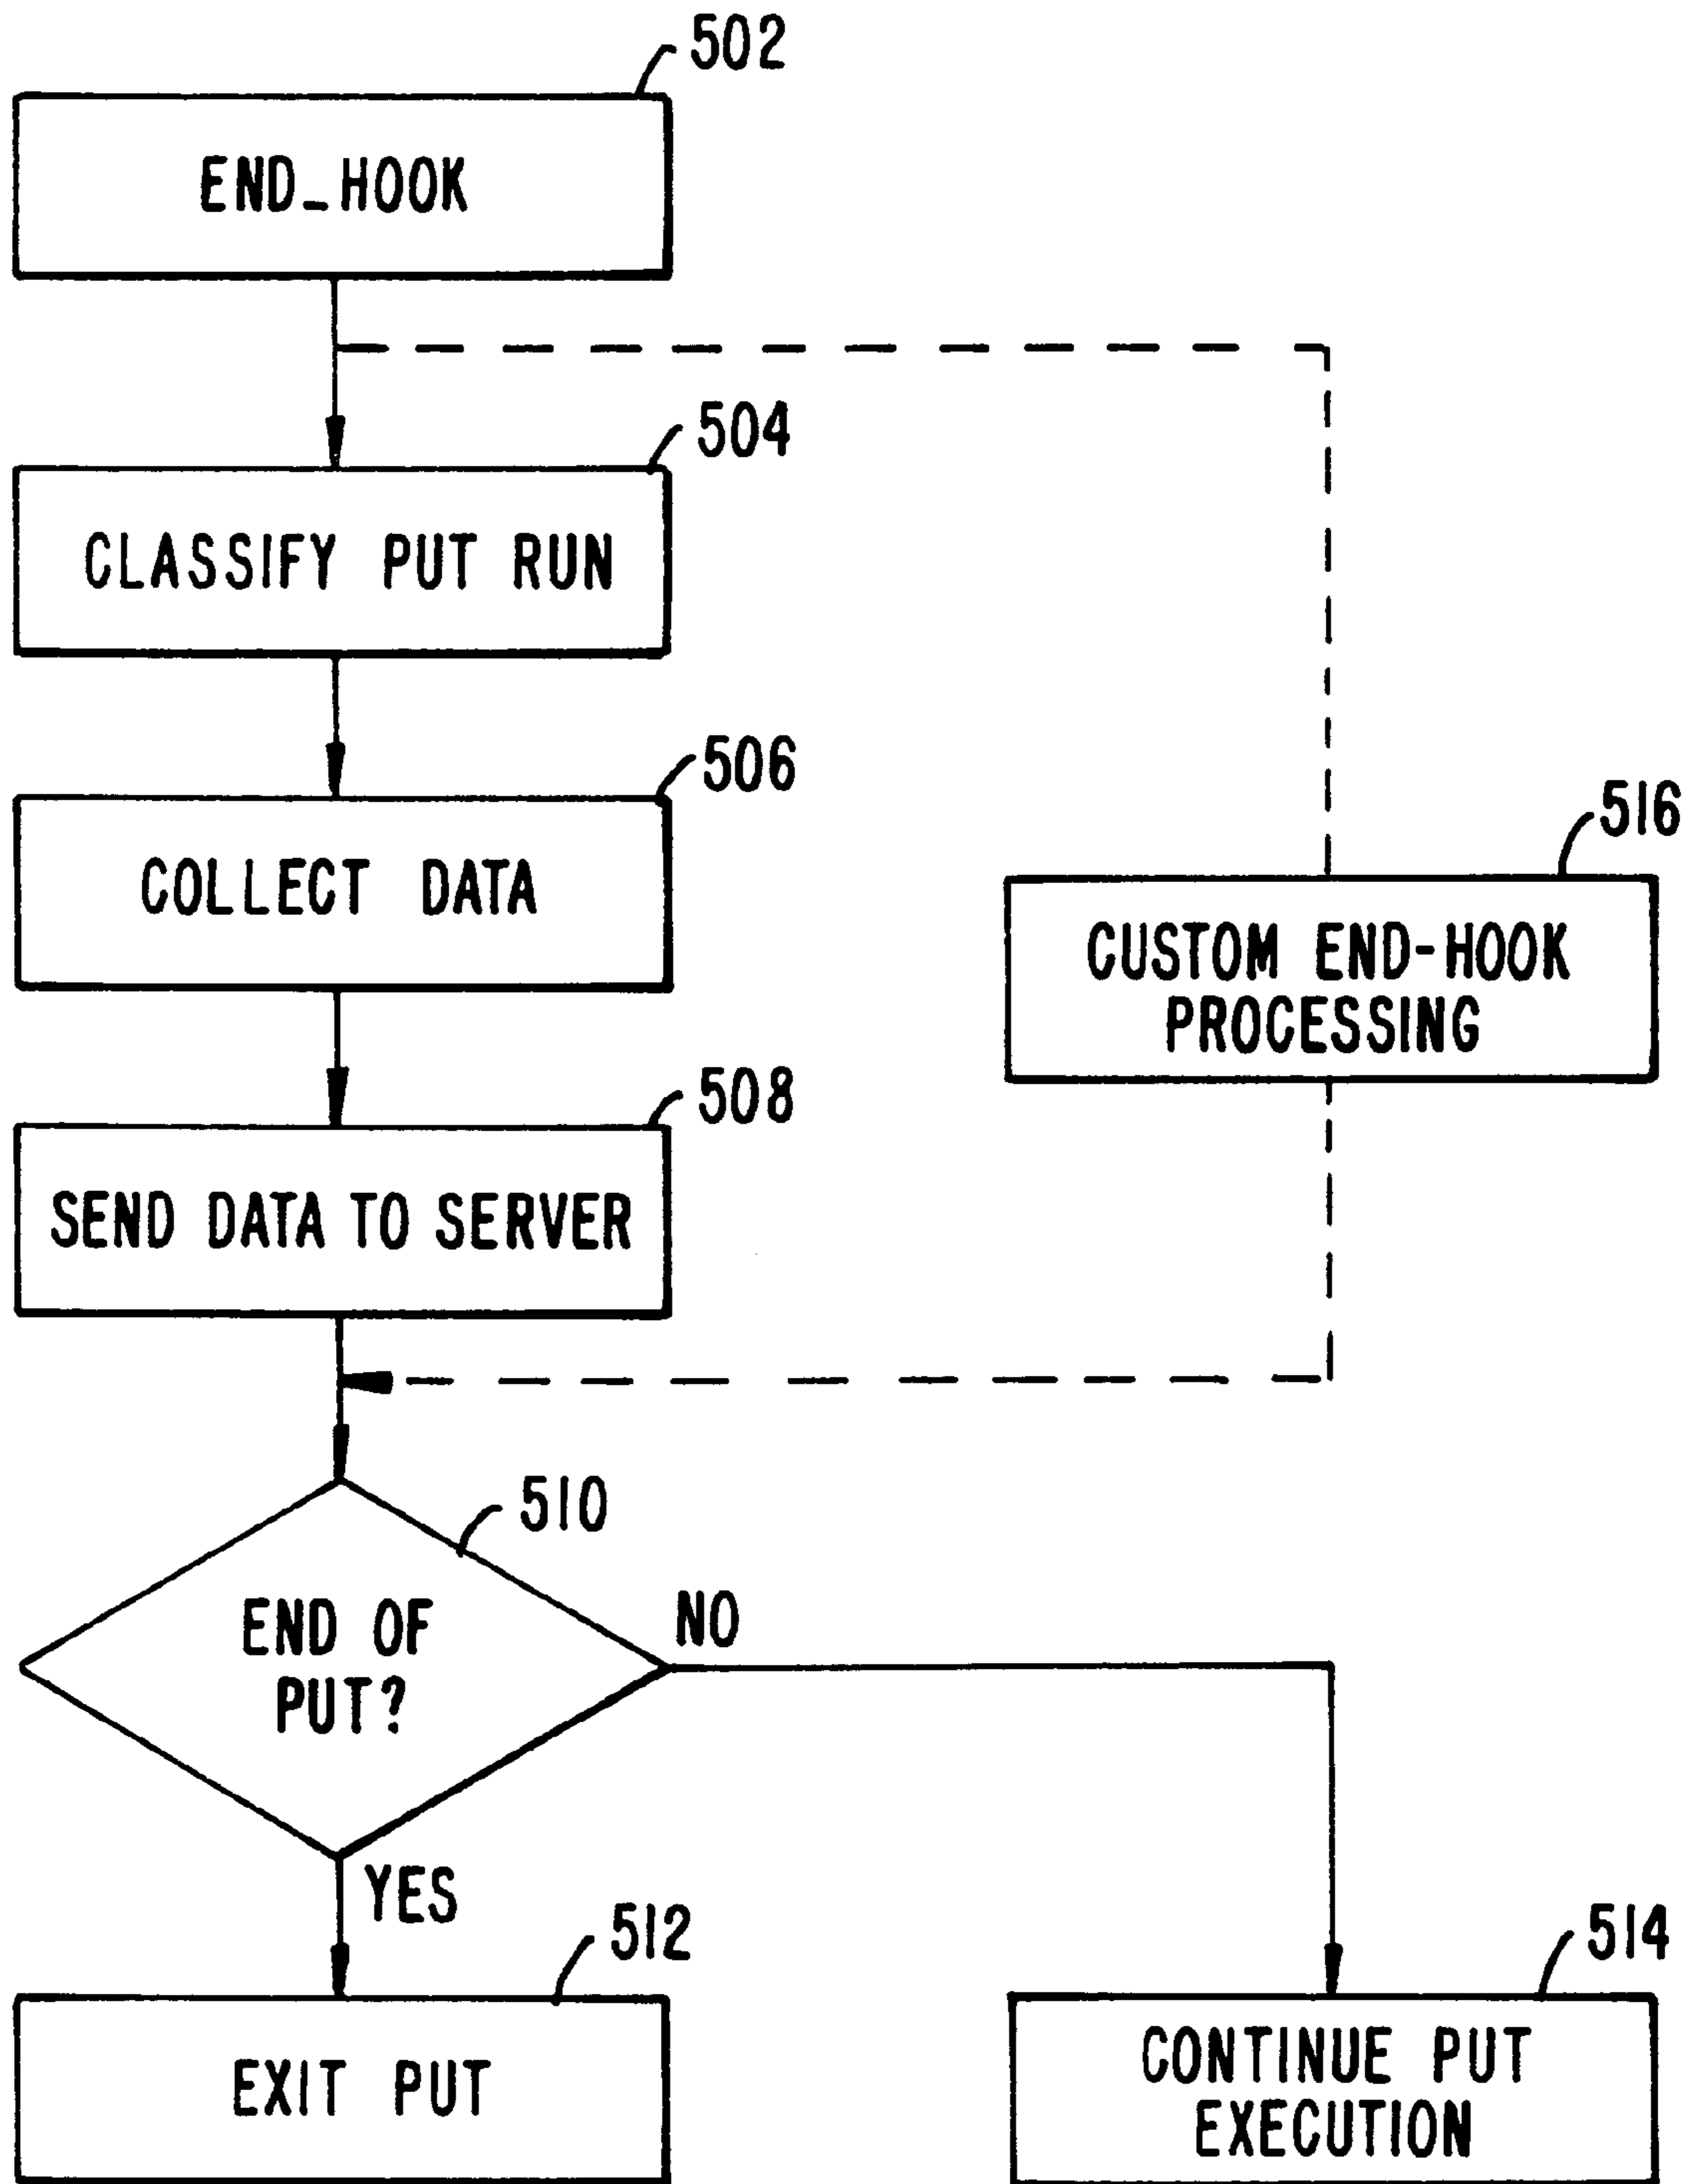 502
END_HOOK
504
CLASSIFY PUT RUN
506
COLLECT DATA
516
CUSTOM END-HOOK
PROCESSING
508
SEND DATA TO SERVER
510
END OF
PUT?
NO
YES
512
EXIT PUT
514
CONTINUE PUT
EXECUTION